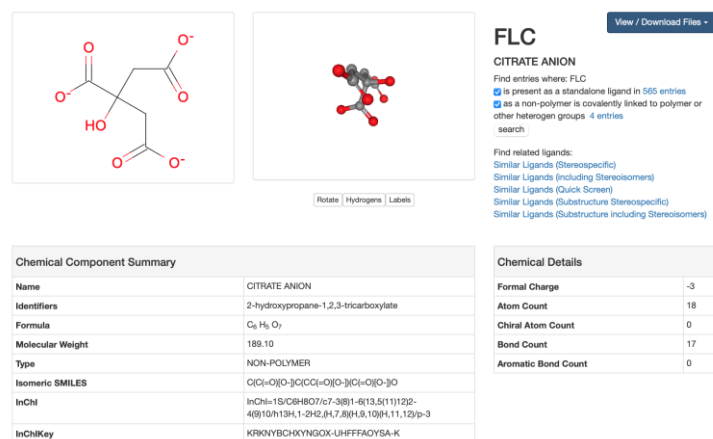 O
O-
O-
O
HO
O
O-
Rotate Hydrogens Labels
View / Download Files
FLC
CITRATE ANION
Find entries where: FLC
is present as a standalone ligand in 565 entries
as a non-polymer is covalently linked to polymer or
other heterogen groups 4 entries
search
Find related ligands:
Similar Ligands (Stereospecific)
Similar Ligands (including Stereoisomers)
Similar Ligands (Quick Screen)
Similar Ligands (Substructure Stereospecific)
Similar Ligands (Substructure including Stereoisomers)
Chemical Component Summary
Name CITRATE ANION
Identifiers 2-hydroxypropane-1,2,3-tricarboxylate
Formula C6 H5 O7
Molecular Weight 189.10
Type NON-POLYMER
Isomeric SMILES C(C(=O)[O-])C(CC(=O)[O-])(C(=O)[O-])O
InChI InChI=1S/C6H8O7/c7-3(8)1-6(13,5(11)12)2-
4(9)10/h13H,1-2H2,(H,7,8)(H,9,10)(H,11,12)/p-3
InChIKey KRKNYBCHXYNGOX-UHFFFAOYSA-K
Chemical Details
Formal Charge -3
Atom Count 18
Chiral Atom Count 0
Bond Count 17
Aromatic Bond Count 0